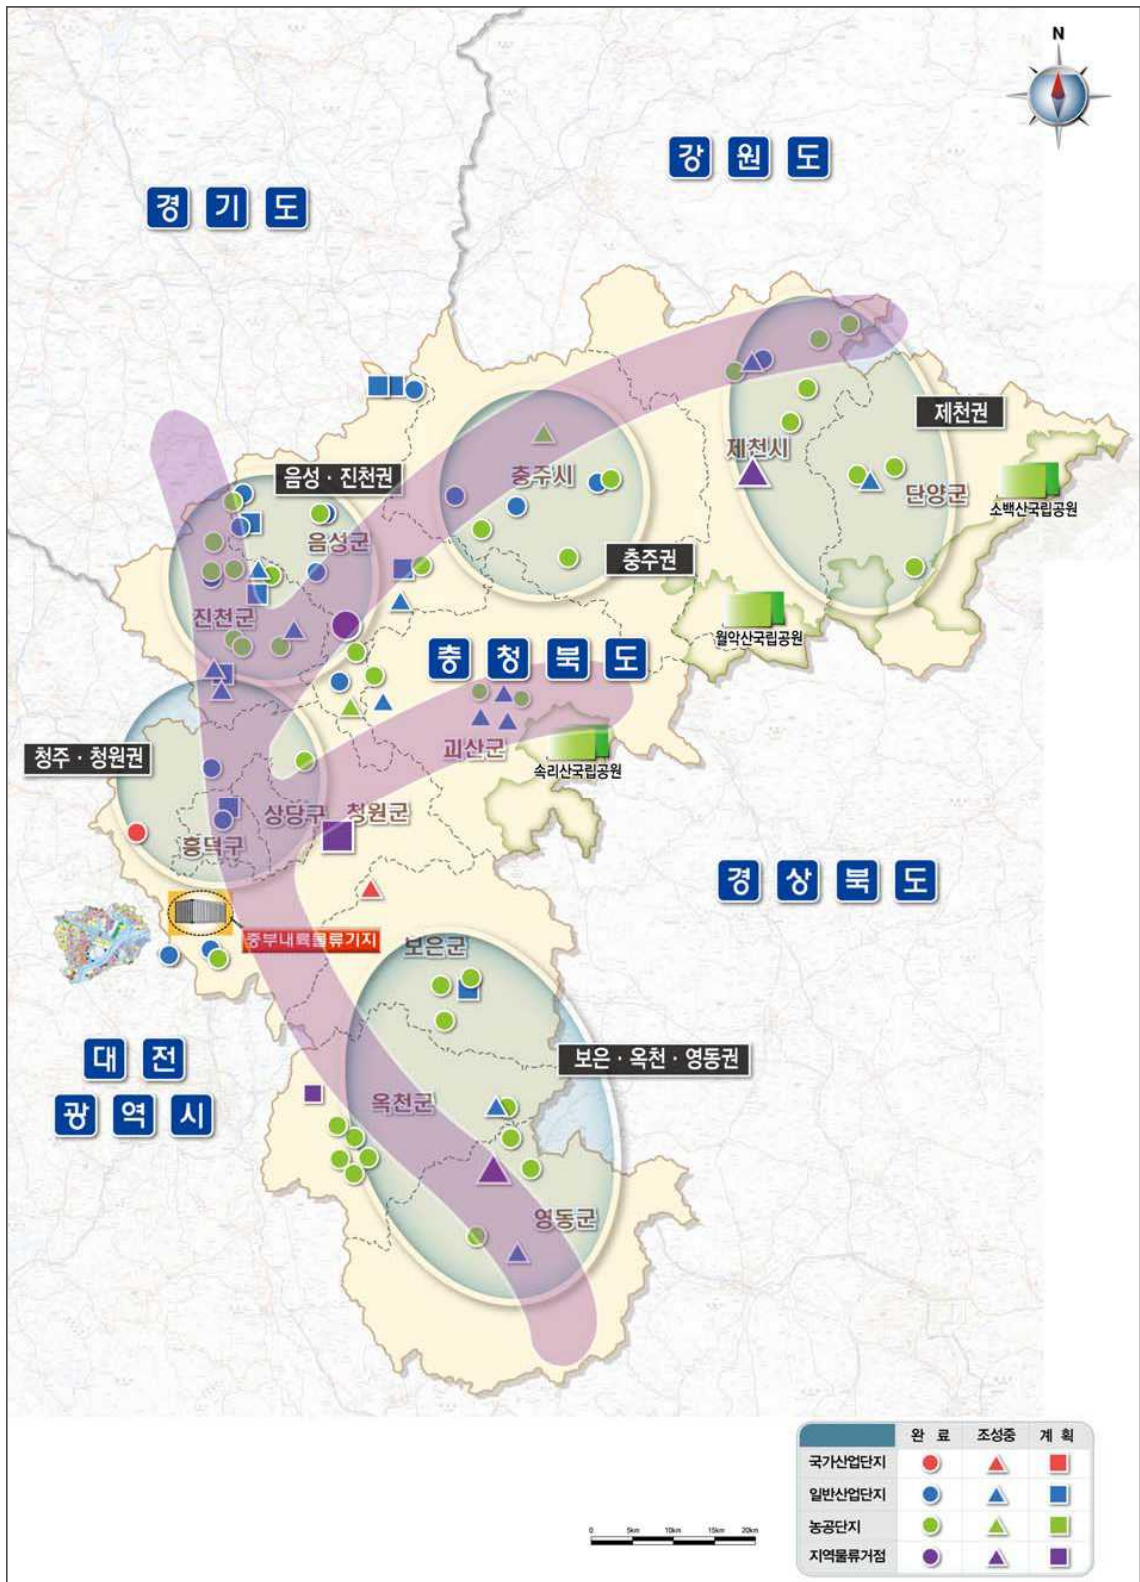 N
강 원 도
경 기 도
제천권
음성 · 진천권
제천시
충주시
단양군
소백산국립공원
음성군
충주권
진천군
월악산국립공원
충 청 북 도
청주 · 청원권
괴산군
속리산국립공원
상당구
청원군
흥덕구
경 상 북 도
중부내륙물류기지
보은군
대 전
광 역 시
보은 · 옥천 · 영동권
옥천군
영동군
완 료 조성중 계 획
국가산업단지
일반산업단지
농공단지
지역물류거점
0 5km 10km 15km 20km